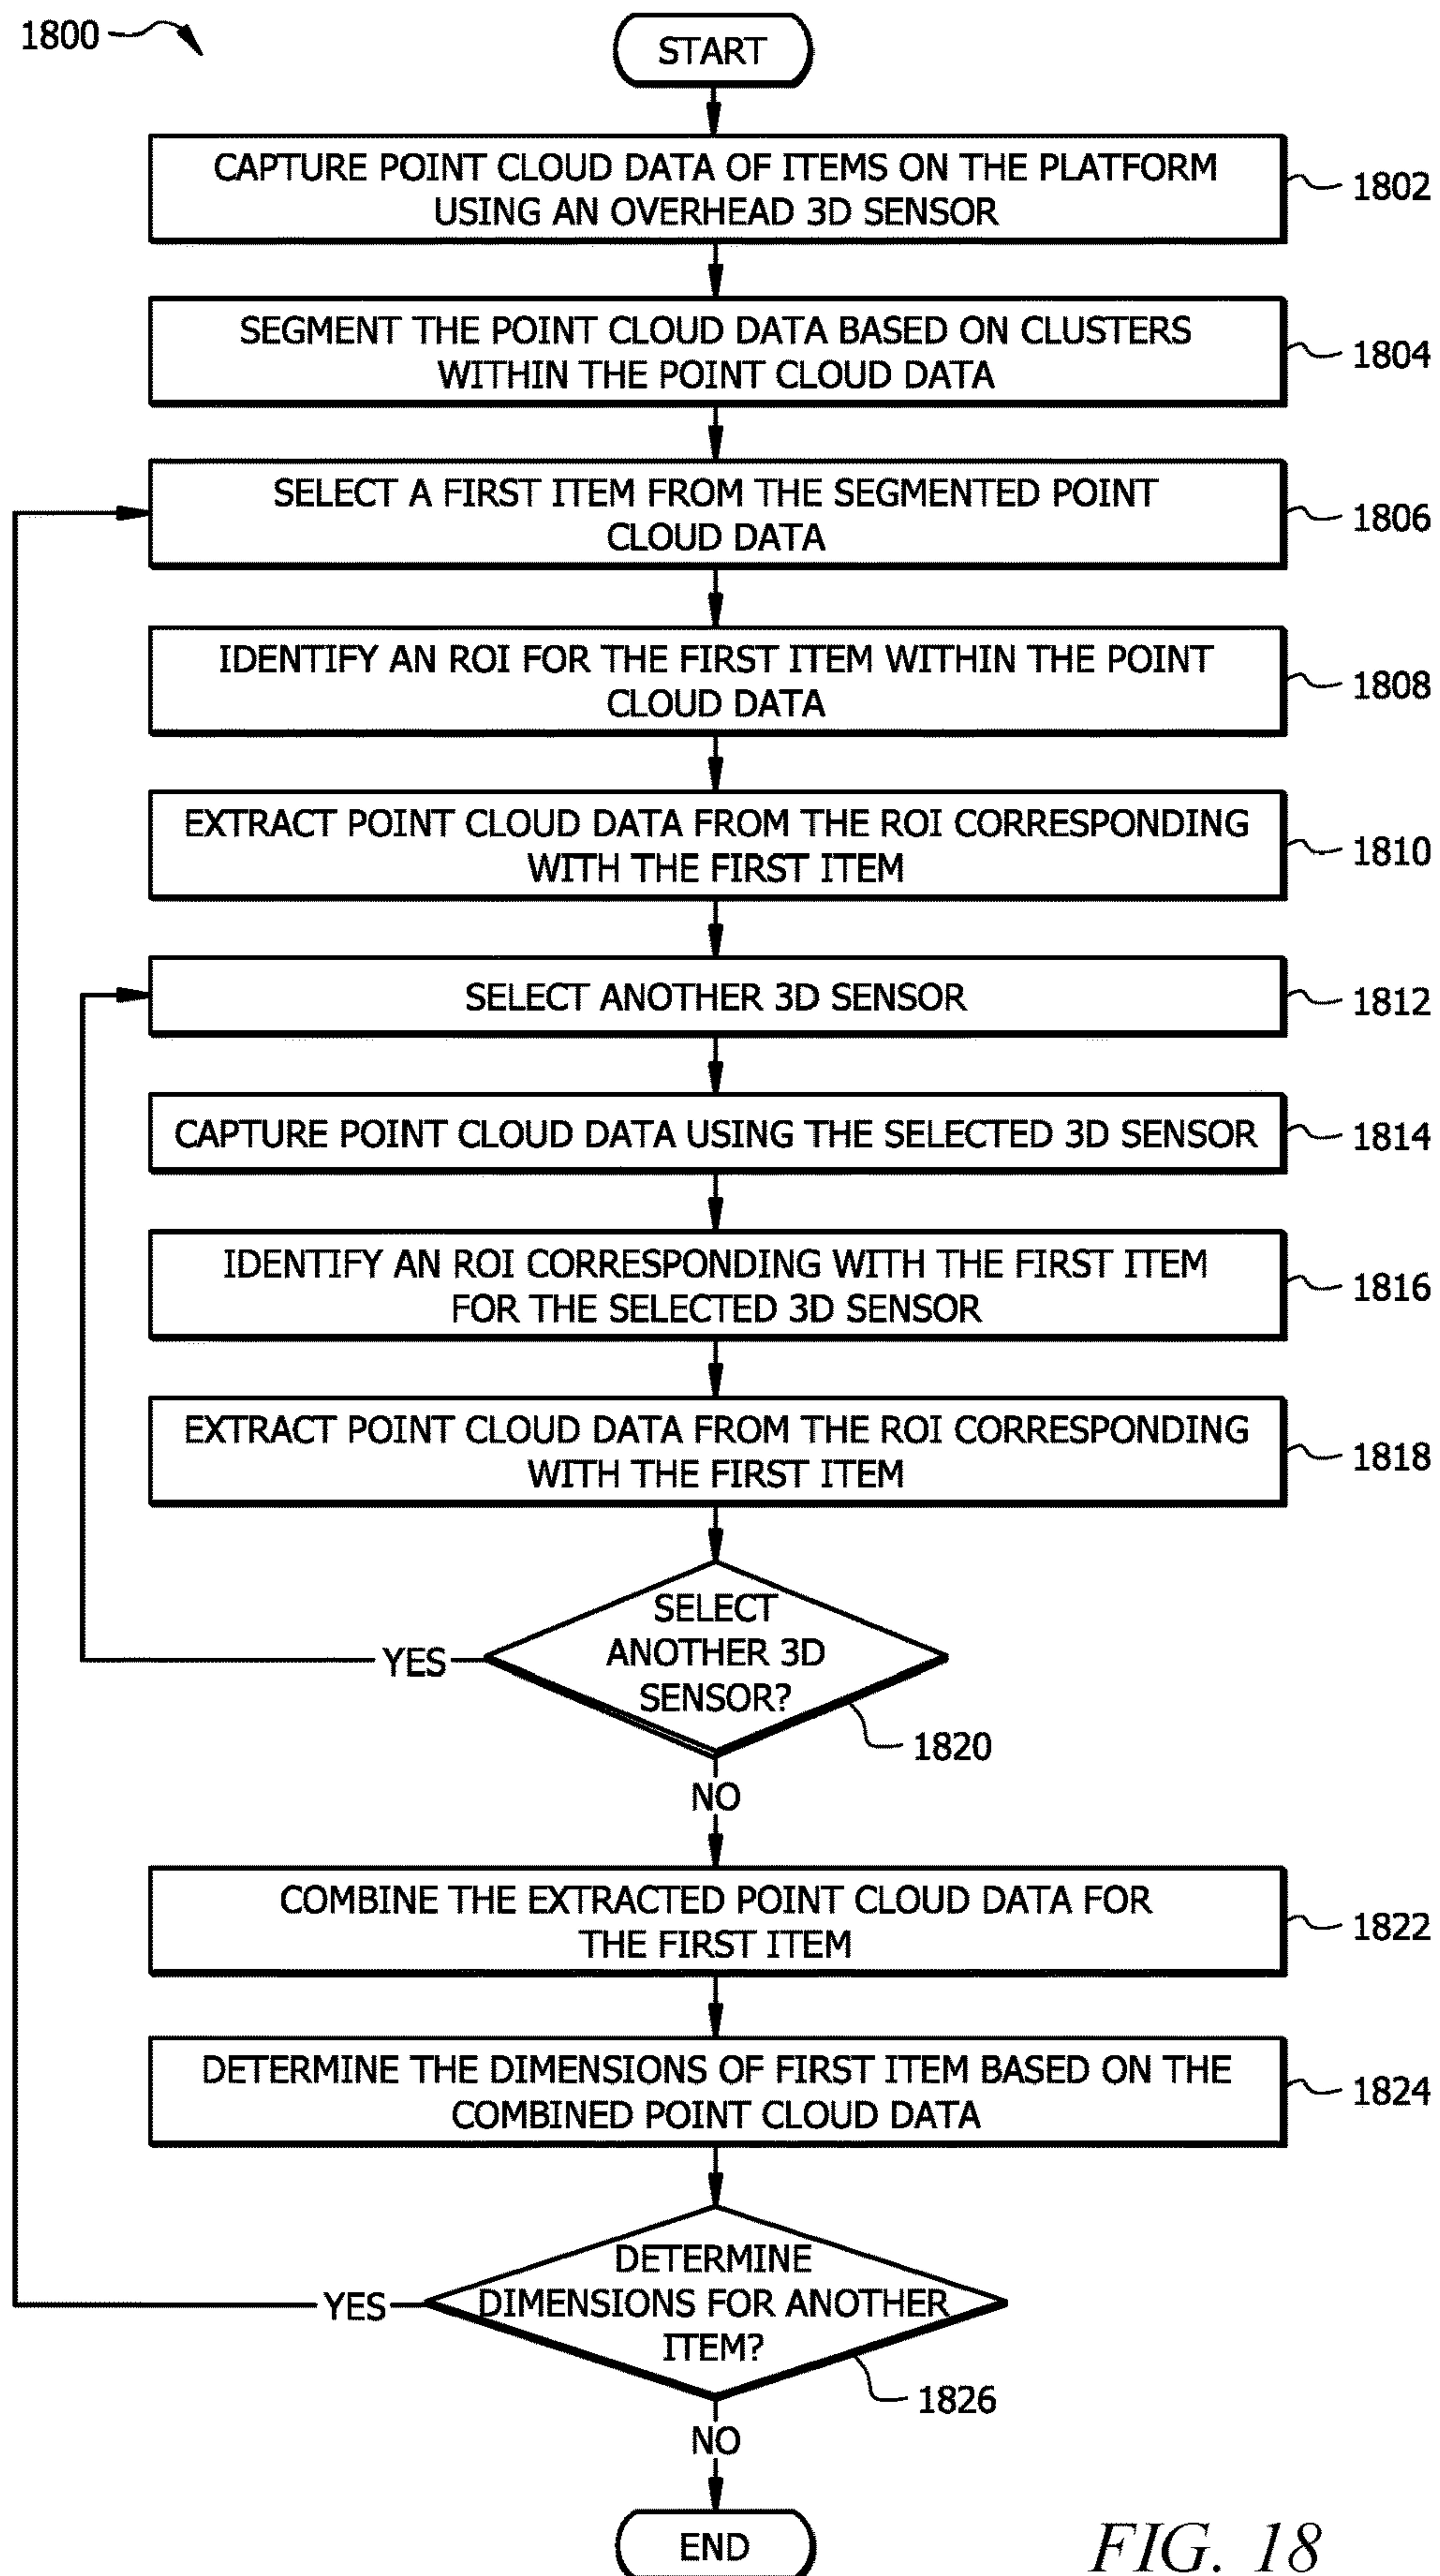 1800
START
CAPTURE POINT CLOUD DATA OF ITEMS ON THE PLATFORM
USING AN OVERHEAD 3D SENSOR
1802
SEGMENT THE POINT CLOUD DATA BASED ON CLUSTERS
WITHIN THE POINT CLOUD DATA
1804
SELECT A FIRST ITEM FROM THE SEGMENTED POINT
CLOUD DATA
1806
IDENTIFY AN ROI FOR THE FIRST ITEM WITHIN THE POINT
CLOUD DATA
1808
EXTRACT POINT CLOUD DATA FROM THE ROI CORRESPONDING
WITH THE FIRST ITEM
1810
SELECT ANOTHER 3D SENSOR
1812
CAPTURE POINT CLOUD DATA USING THE SELECTED 3D SENSOR
1814
IDENTIFY AN ROI CORRESPONDING WITH THE FIRST ITEM
FOR THE SELECTED 3D SENSOR
1816
EXTRACT POINT CLOUD DATA FROM THE ROI CORRESPONDING
WITH THE FIRST ITEM
1818
SELECT
ANOTHER 3D
SENSOR?
YES
1820
NO
COMBINE THE EXTRACTED POINT CLOUD DATA FOR
THE FIRST ITEM
1822
DETERMINE THE DIMENSIONS OF FIRST ITEM BASED ON THE
COMBINED POINT CLOUD DATA
1824
DETERMINE
DIMENSIONS FOR ANOTHER
ITEM?
YES
1826
NO
END
FIG. 18